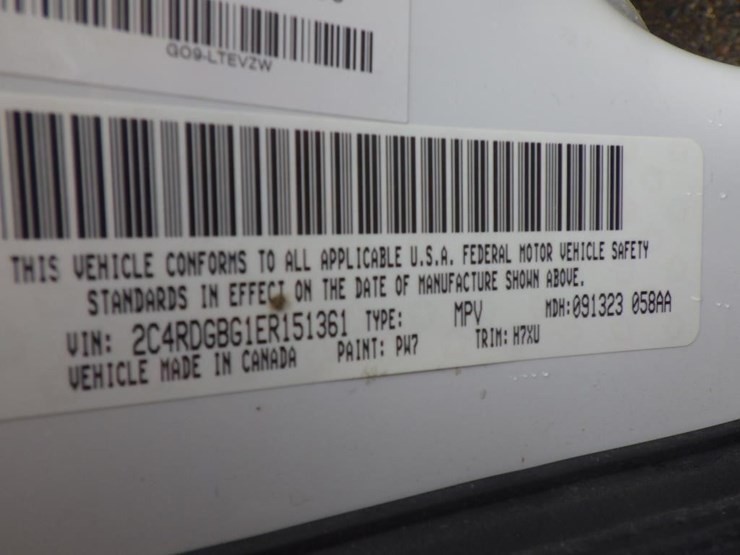 GO9-LTEVZW
THIS VEHICLE CONFORMS TO ALL APPLICABLE U.S.A. FEDERAL MOTOR VEHICLE SAFETY
STANDARDS IN EFFECT ON THE DATE OF MANUFACTURE SHOWN ABOVE.
VIN: 2C4RDGBG1ER151361 TYPE: MPV MDH:091323 058AA
VEHICLE MADE IN CANADA PAINT: PW7 TRIM: H7XU